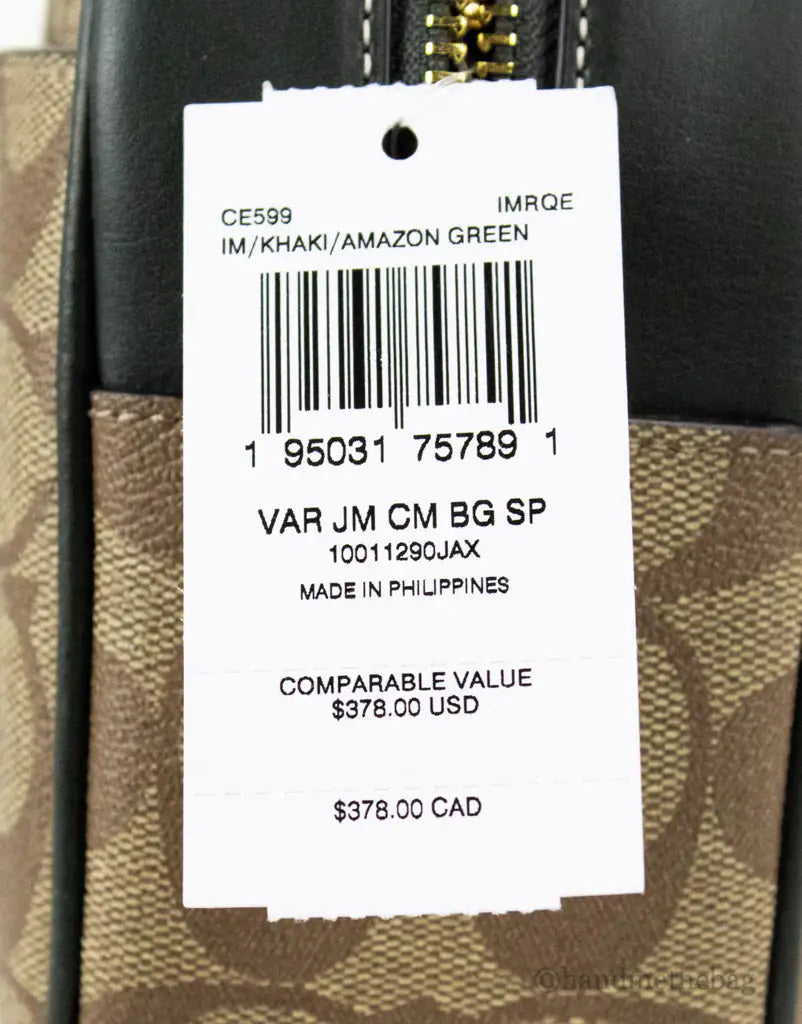 CE599 IMRQE
IM/KHAKI/AMAZON GREEN
1 95031 75789 1
VAR JM CM BG SP
10011290JAX
MADE IN PHILIPPINES
COMPARABLE VALUE
$378.00 USD
$378.00 CAD
©handmethebag